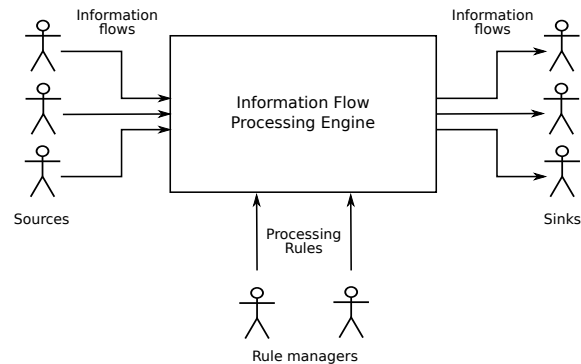 Information
flows
Information
flows
Information Flow
Processing Engine
Sources
Sinks
Processing
Rules
Rule managers